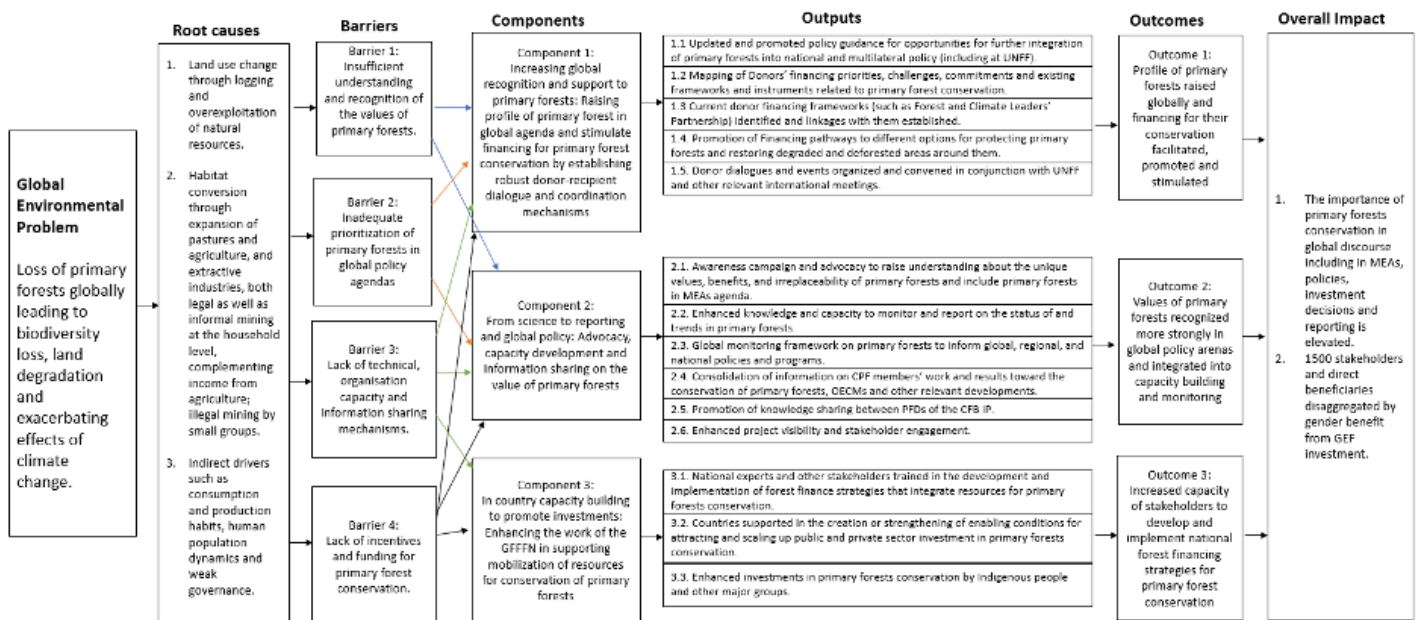 Root causes
Barriers
Components
Outputs
Outcomes
Overall Impact
Global
Environmental
Problem
Loss of primary
forests globally
leading to
biodiversity
loss, land
degradation
and
exacerbating
effects of
climate
change.
1. Land use change
through logging
and
overexploitation
of natural
resources.
2. Habitat
conversion
through
expansion of
pastures and
agriculture, and
extractive
industries, both
legal as well as
informal mining
at the household
level,
complementing
income from
agriculture;
illegal mining by
small groups.
3. Indirect drivers
such as
consumption
and production
habits, human
population
dynamics and
weak
governance.
Barrier 1:
Insufficient
understanding
and recognition of
the values of
primary forests.
Barrier 2:
Inadequate
prioritization of
primary forests in
global policy
agendas
Barrier 3:
Lack of technical,
organisation
capacity and
information sharing
mechanisms.
Barrier 4:
Lack of incentives
and funding for
primary forest
conservation.
Component 1:
Increasing global
recognition and support to
primary forests: Raising
profile of primary forest in
global agenda and stimulate
financing for primary forest
conservation by establishing
robust donor-recipient
dialogue and coordination
mechanisms
Component 2:
From science to reporting
and global policy: Advocacy,
capacity development and
information sharing on the
value of primary forests
Component 3:
In country capacity building
to promote investments:
Enhancing the work of the
GFFFN in supporting
mobilization of resources
for conservation of primary
forests
1.1 Updated and promoted policy guidance for opportunities for further integration
of primary forests into national and multilateral policy (including at UNFF).
1.2 Mapping of Donors' financing priorities, challenges, commitments and existing
frameworks and instruments related to primary forest conservation.
1.3 Current donor financing frameworks (such as Forest and Climate Leaders'
Partnership) identified and linkages with them established.
1.4. Promotion of Financing pathways to different options for protecting primary
forests and restoring degraded and deforested areas around them.
1.5. Donor dialogues and events organized and convened in conjunction with UNFF
and other relevant international meetings.
2.1. Awareness campaign and advocacy to raise understanding about the unique
values, benefits, and irreplaceability of primary forests and include primary forests
in MEAs agenda.
2.2. Enhanced knowledge and capacity to monitor and report on the status of and
trends in primary forests
2.3. Global monitoring framework on primary forests to inform global, regional, and
national policies and programs.
2.4. Consolidation of information on CPF members' work and results toward the
conservation of primary forests, OECMs and other relevant developments.
2.5. Promotion of knowledge sharing between PFDs of the CFB IP.
2.6. Enhanced project visibility and stakeholder engagement.
3.1. National experts and other stakeholders trained in the development and
implementation of forest finance strategies that integrate resources for primary
forests conservation.
3.2. Countries supported in the creation or strengthening of enabling conditions for
attracting and scaling up public and private sector investment in primary forests
conservation.
3.3. Enhanced investments in primary forests conservation by Indigenous people
and other major groups.
Outcome 1:
Profile of primary
forests raised
globally and
financing for their
conservation
facilitated,
promoted and
stimulated
Outcome 2:
Values of primary
forests recognized
more strongly in
global policy arenas
and integrated into
capacity building
and monitoring
Outcome 3:
Increased capacity
of stakeholders to
develop and
implement national
forest financing
strategies for
primary forest
conservation
1. The importance of
primary forests
conservation in
global discourse
including in MEAs,
policies,
investment
decisions and
reporting is
elevated.
2. 1500 stakeholders
and direct
beneficiaries
disaggregated by
gender benefit
from GEF
investment.